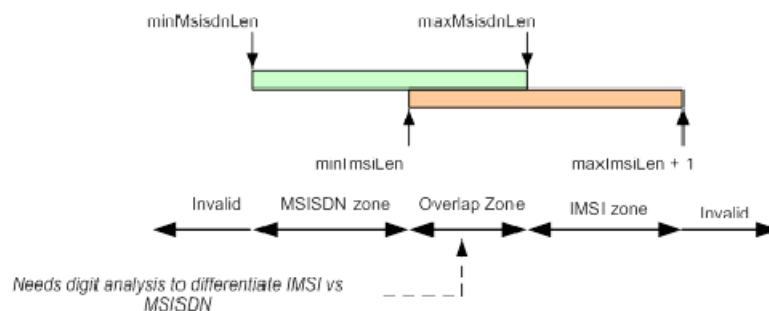 minMsisdnLen
maxMsisdnLen
minImsiLen
maxImsiLen + 1
Invalid
MSISDN zone
Overlap Zone
IMSI zone
Invalid
Needs digit analysis to differentiate IMSI vs
MSISDN